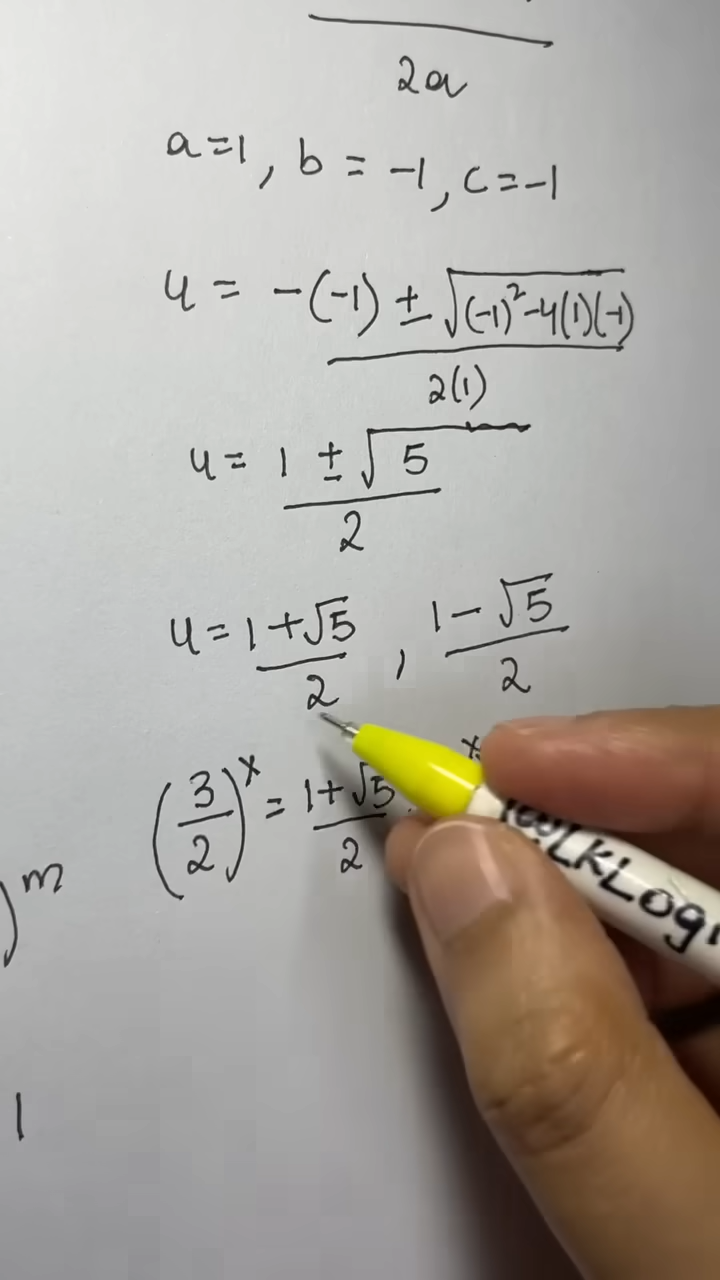 2a
a=1, b = -1, c=-1
u = -(-1) ± √(-1)²-4(1)(-1)
2(1)
u = 1 ± √5
2
u = 1+√5 , 1-√5
2 2
(3/2)ˣ = 1+√5
2
)ᵐ
1